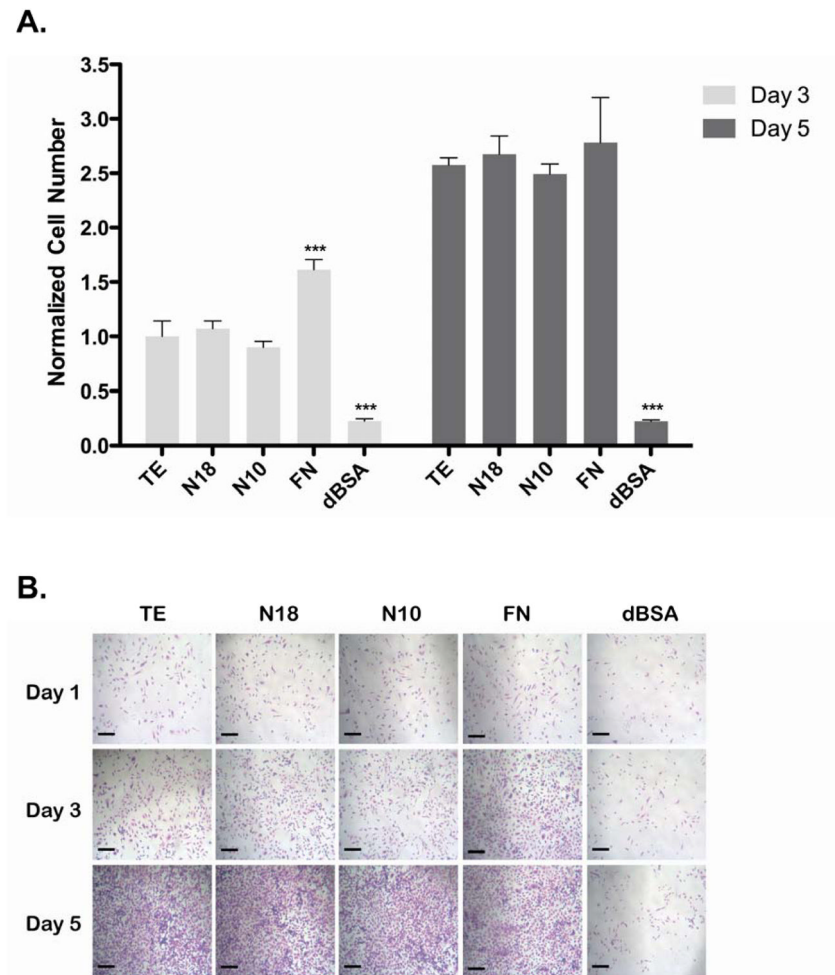 A.
Normalized Cell Number
3.5
3.0
2.5
2.0
1.5
1.0
0.5
0.0
***
***
***
TE N18 N10 FN dBSA TE N18 N10 FN dBSA
Day 3
Day 5
B.
TE N18 N10 FN dBSA
Day 1
Day 3
Day 5